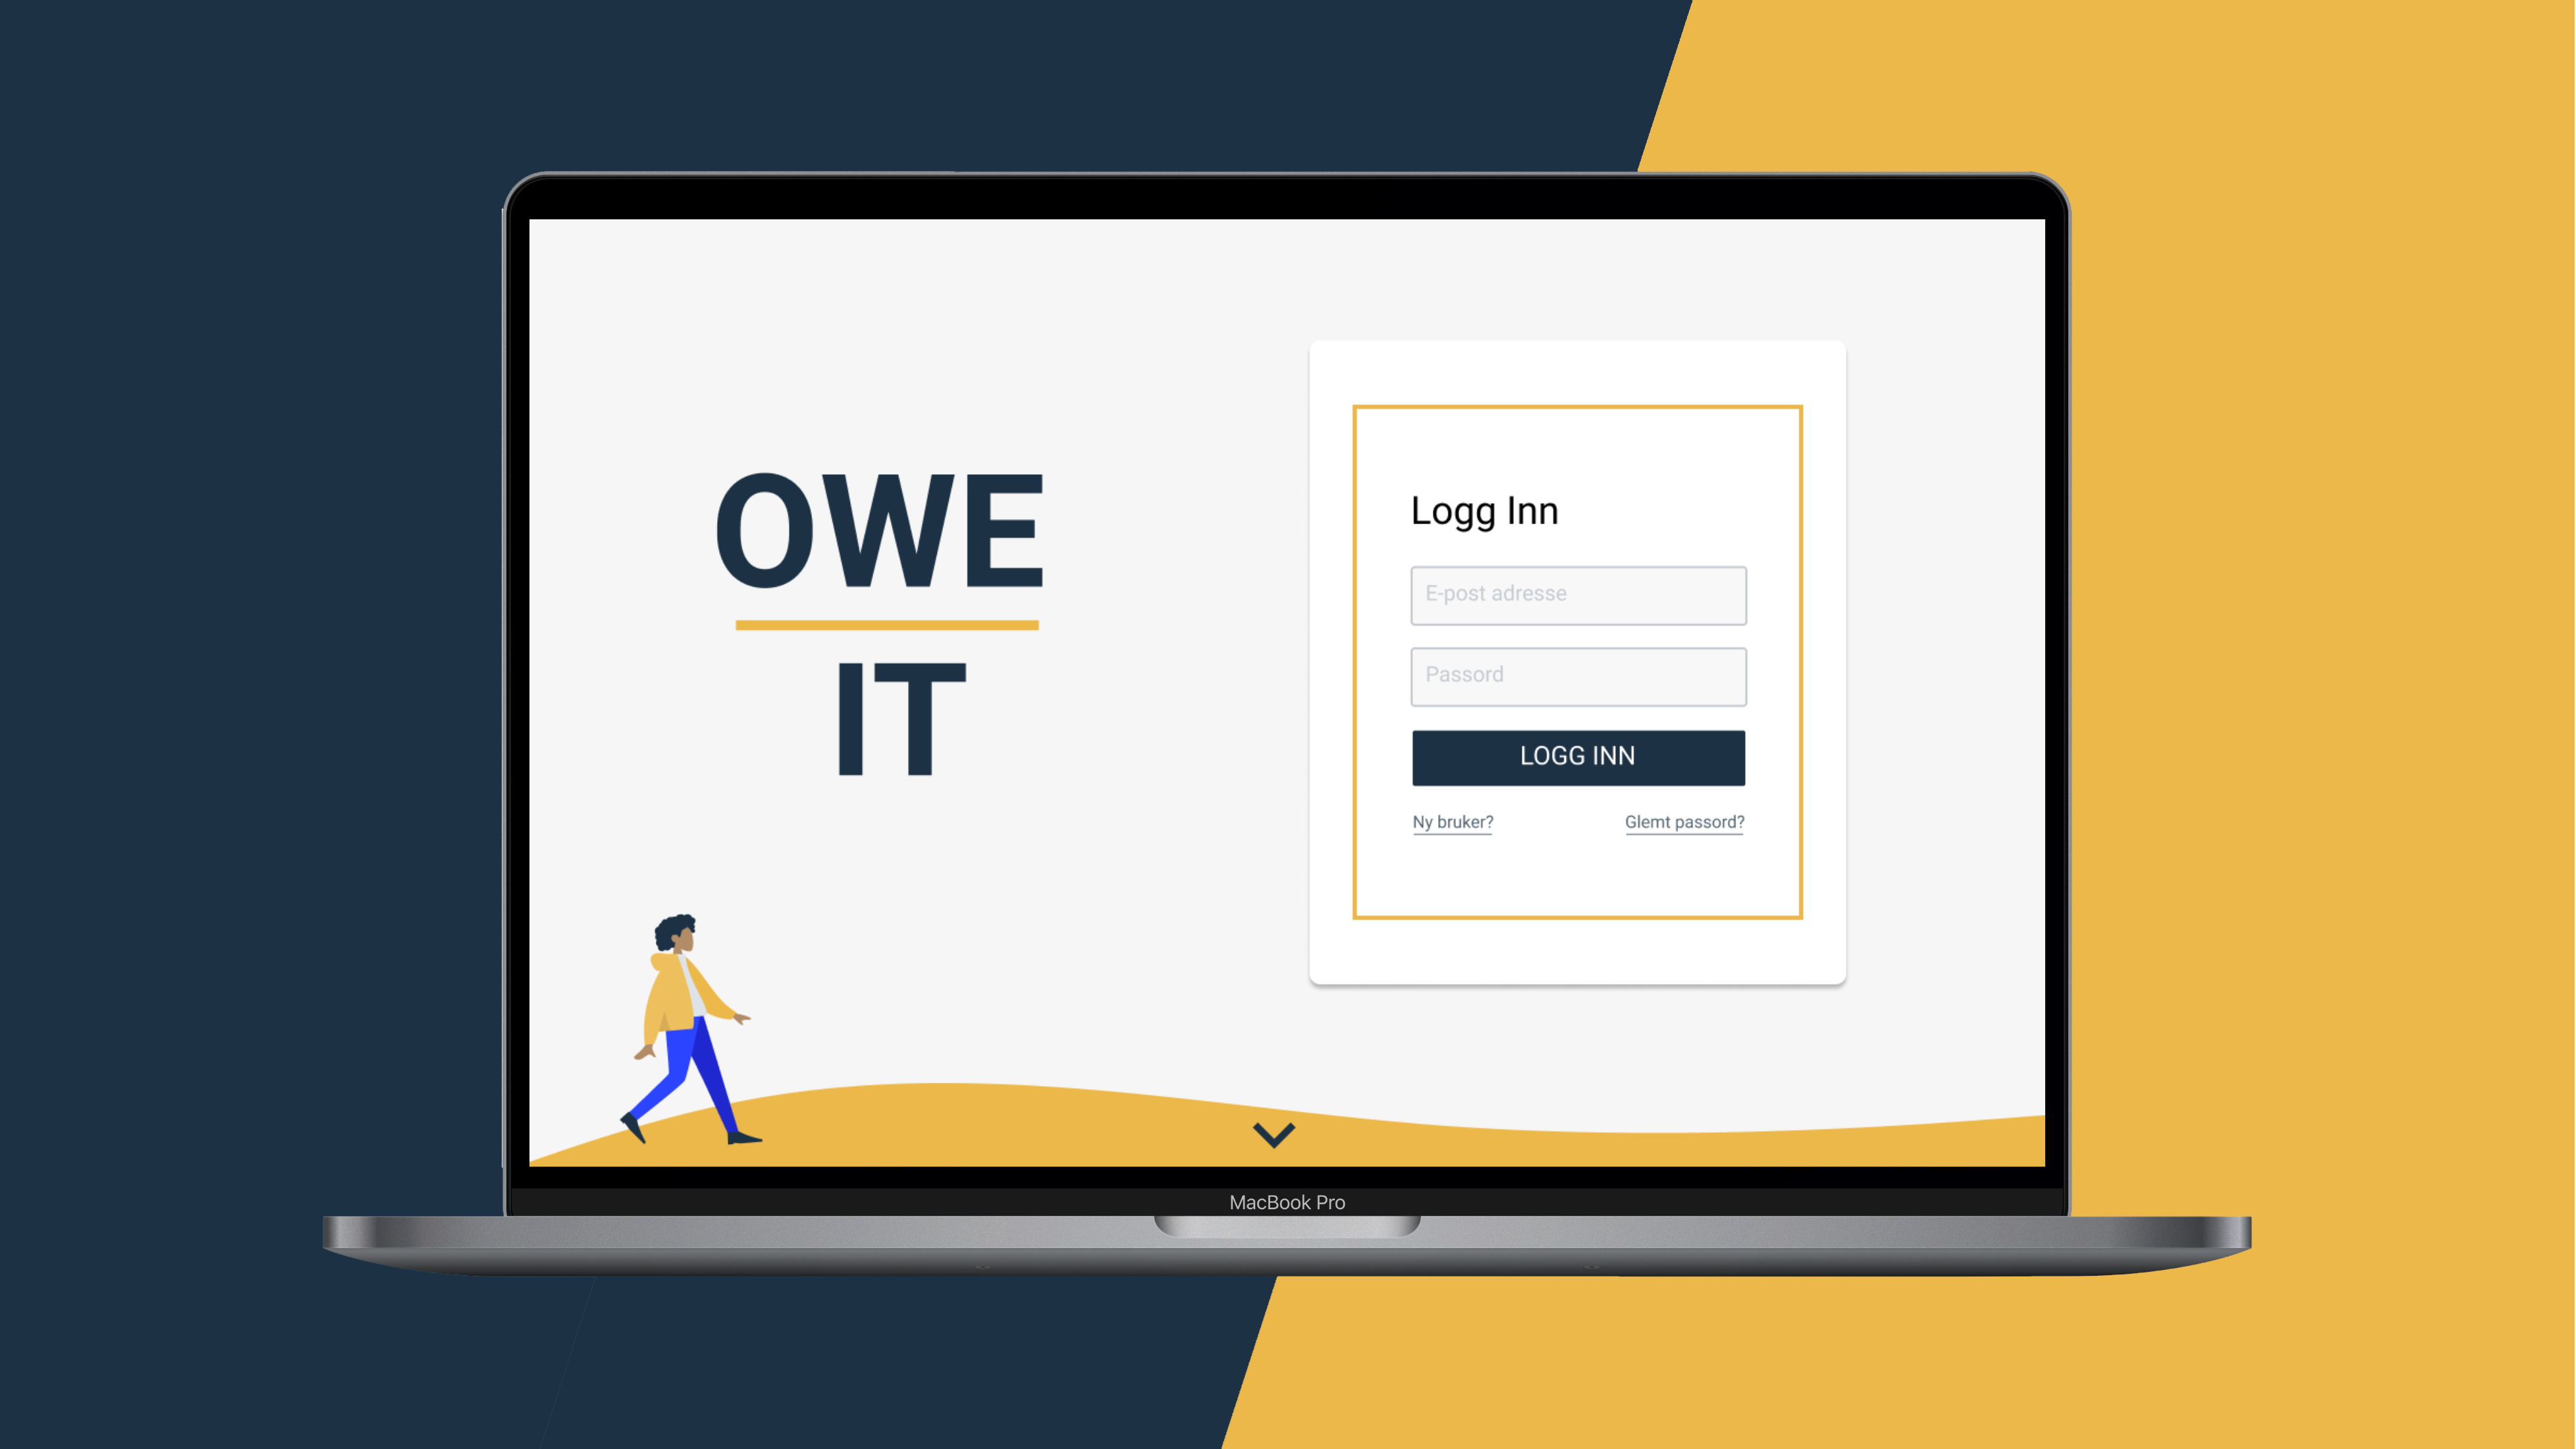 OWE
IT
Logg Inn
E-post adresse
Passord
LOGG INN
Ny bruker?
Glemt passord?
MacBook Pro